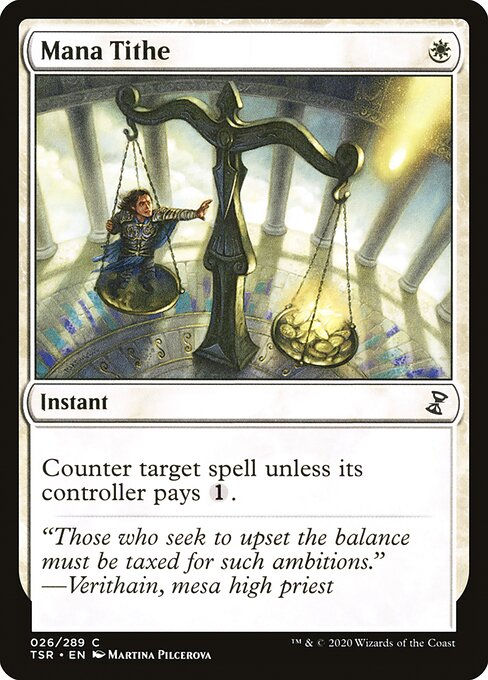 Mana Tithe
Instant
Counter target spell unless its
controller pays 1.
“Those who seek to upset the balance
must be taxed for such ambitions.”
—Verithain, mesa high priest
026/289 C
TSR • EN Martina Pilcerova
™ & © 2020 Wizards of the Coast